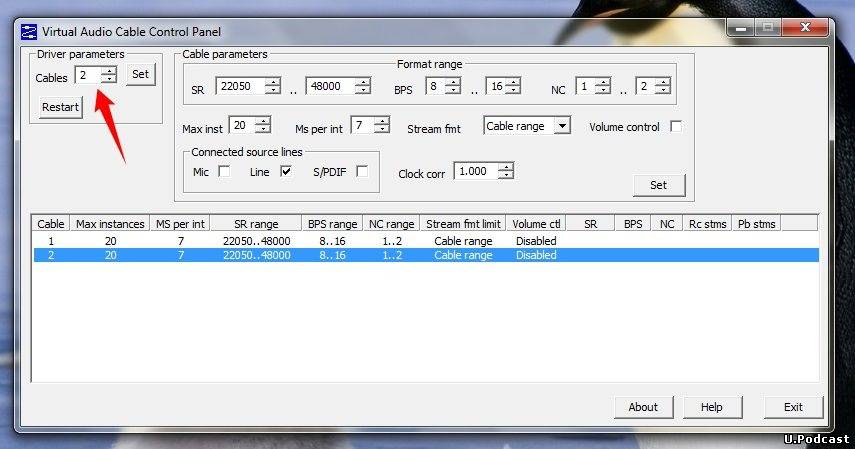 Virtual Audio Cable Control Panel
Driver parameters
Cables 2 Set
Restart
Cable parameters
Format range
SR 22050 .. 48000 BPS 8 .. 16 NC 1 .. 2
Max inst 20 Ms per int 7 Stream fmt Cable range Volume control
Connected source lines
Mic Line S/PDIF
Clock corr 1.000
Set
Cable Max instances MS per int SR range BPS range NC range Stream fmt limit Volume ctl SR BPS NC Rc stms Pb stms
1 20 7 22050..48000 8..16 1..2 Cable range Disabled
2 20 7 22050..48000 8..16 1..2 Cable range Disabled
About Help Exit
U.Podcast